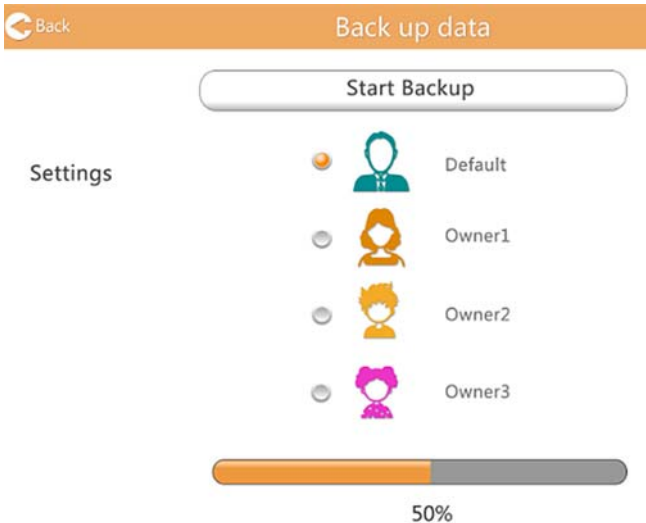 Back
Back up data
Start Backup
Settings
Default
Owner1
Owner2
Owner3
50%